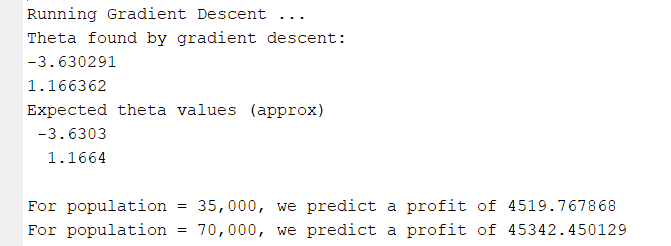 Running Gradient Descent ...
Theta found by gradient descent:
-3.630291
1.166362
Expected theta values (approx)
 -3.6303
  1.1664

For population = 35,000, we predict a profit of 4519.767868
For population = 70,000, we predict a profit of 45342.450129